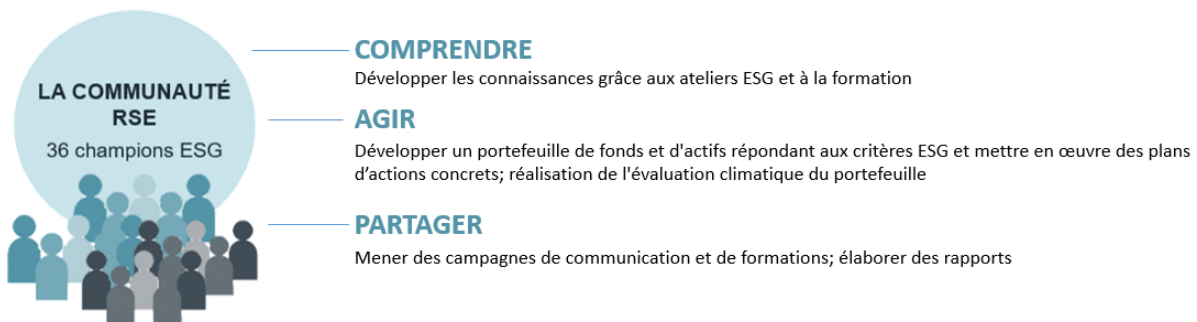 LA COMMUNAUTÉ
RSE
36 champions ESG
COMPRENDRE
Développer les connaissances grâce aux ateliers ESG et à la formation
AGIR
Développer un portefeuille de fonds et d'actifs répondant aux critères ESG et mettre en œuvre des plans
d’actions concrets; réalisation de l'évaluation climatique du portefeuille
PARTAGER
Mener des campagnes de communication et de formations; élaborer des rapports